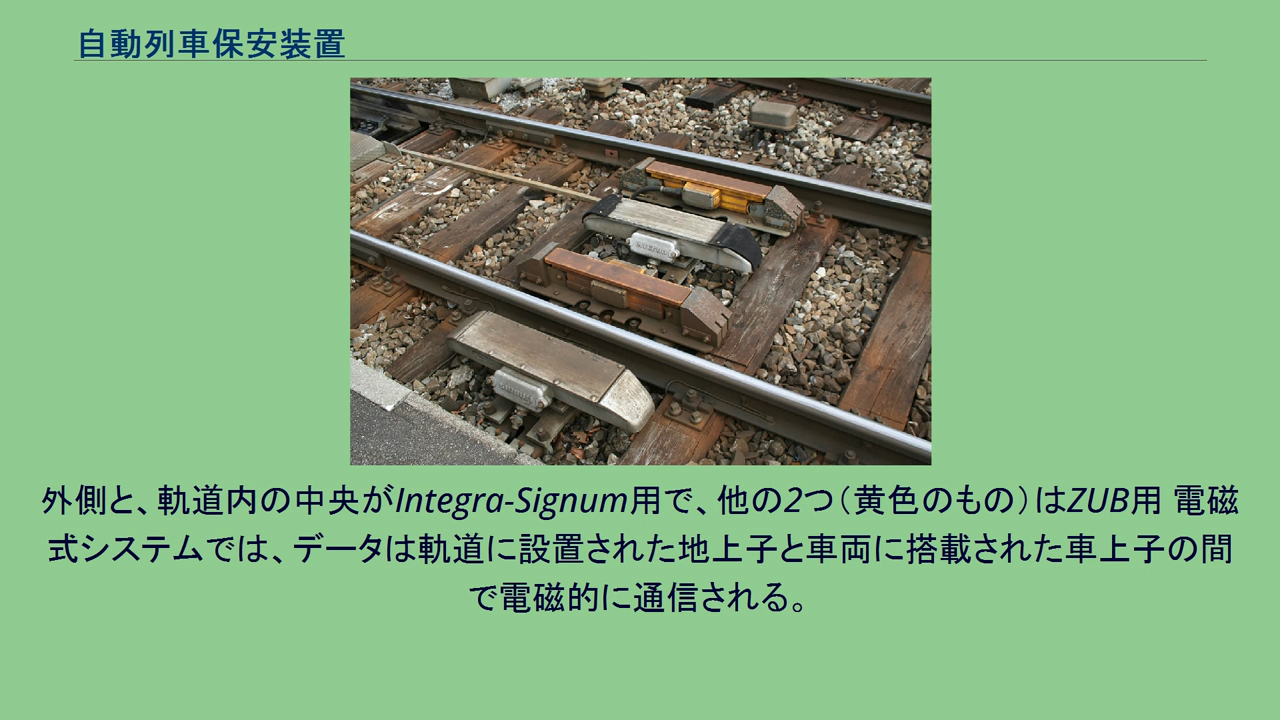 自動列車保安装置
外側と、軌道内の中央がIntegra-Signum用で、他の2つ（黄色のもの）はZUB用 電磁
式システムでは、データは軌道に設置された地上子と車両に搭載された車上子の間
で電磁的に通信される。